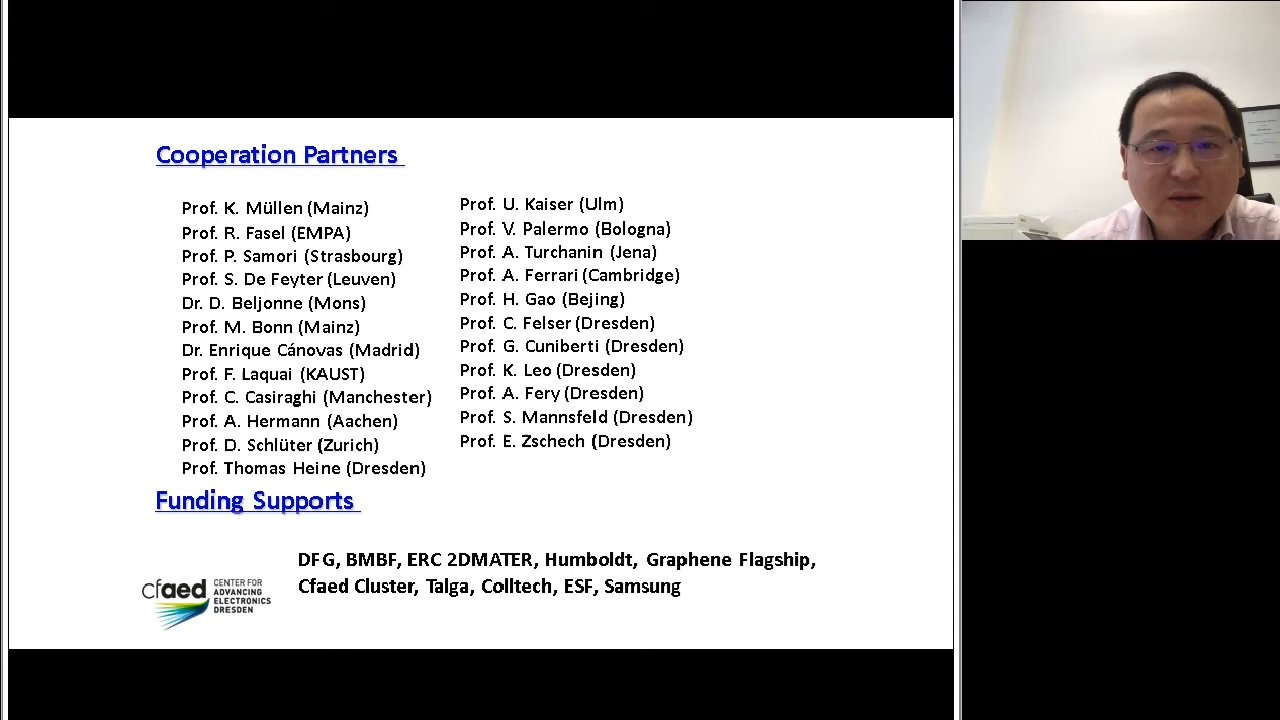 Cooperation Partners
Prof. K. Müllen (Mainz)
Prof. R. Fasel (EMPA)
Prof. P. Samori (Strasbourg)
Prof. S. De Feyter (Leuven)
Dr. D. Beljonne (Mons)
Prof. M. Bonn (Mainz)
Dr. Enrique Cánovas (Madrid)
Prof. F. Laquai (KAUST)
Prof. C. Casiraghi (Manchester)
Prof. A. Hermann (Aachen)
Prof. D. Schlüter (Zurich)
Prof. Thomas Heine (Dresden)
Prof. U. Kaiser (Ulm)
Prof. V. Palermo (Bologna)
Prof. A. Turchanin (Jena)
Prof. A. Ferrari (Cambridge)
Prof. H. Gao (Bejing)
Prof. C. Felser (Dresden)
Prof. G. Cuniberti (Dresden)
Prof. K. Leo (Dresden)
Prof. A. Fery (Dresden)
Prof. S. Mannsfeld (Dresden)
Prof. E. Zschech (Dresden)
Funding Supports
DFG, BMBF, ERC 2DMATER, Humboldt, Graphene Flagship,
Cfaed Cluster, Talga, Colltech, ESF, Samsung
cfaed
CENTER FOR
ADVANCING
ELECTRONICS
DRESDEN